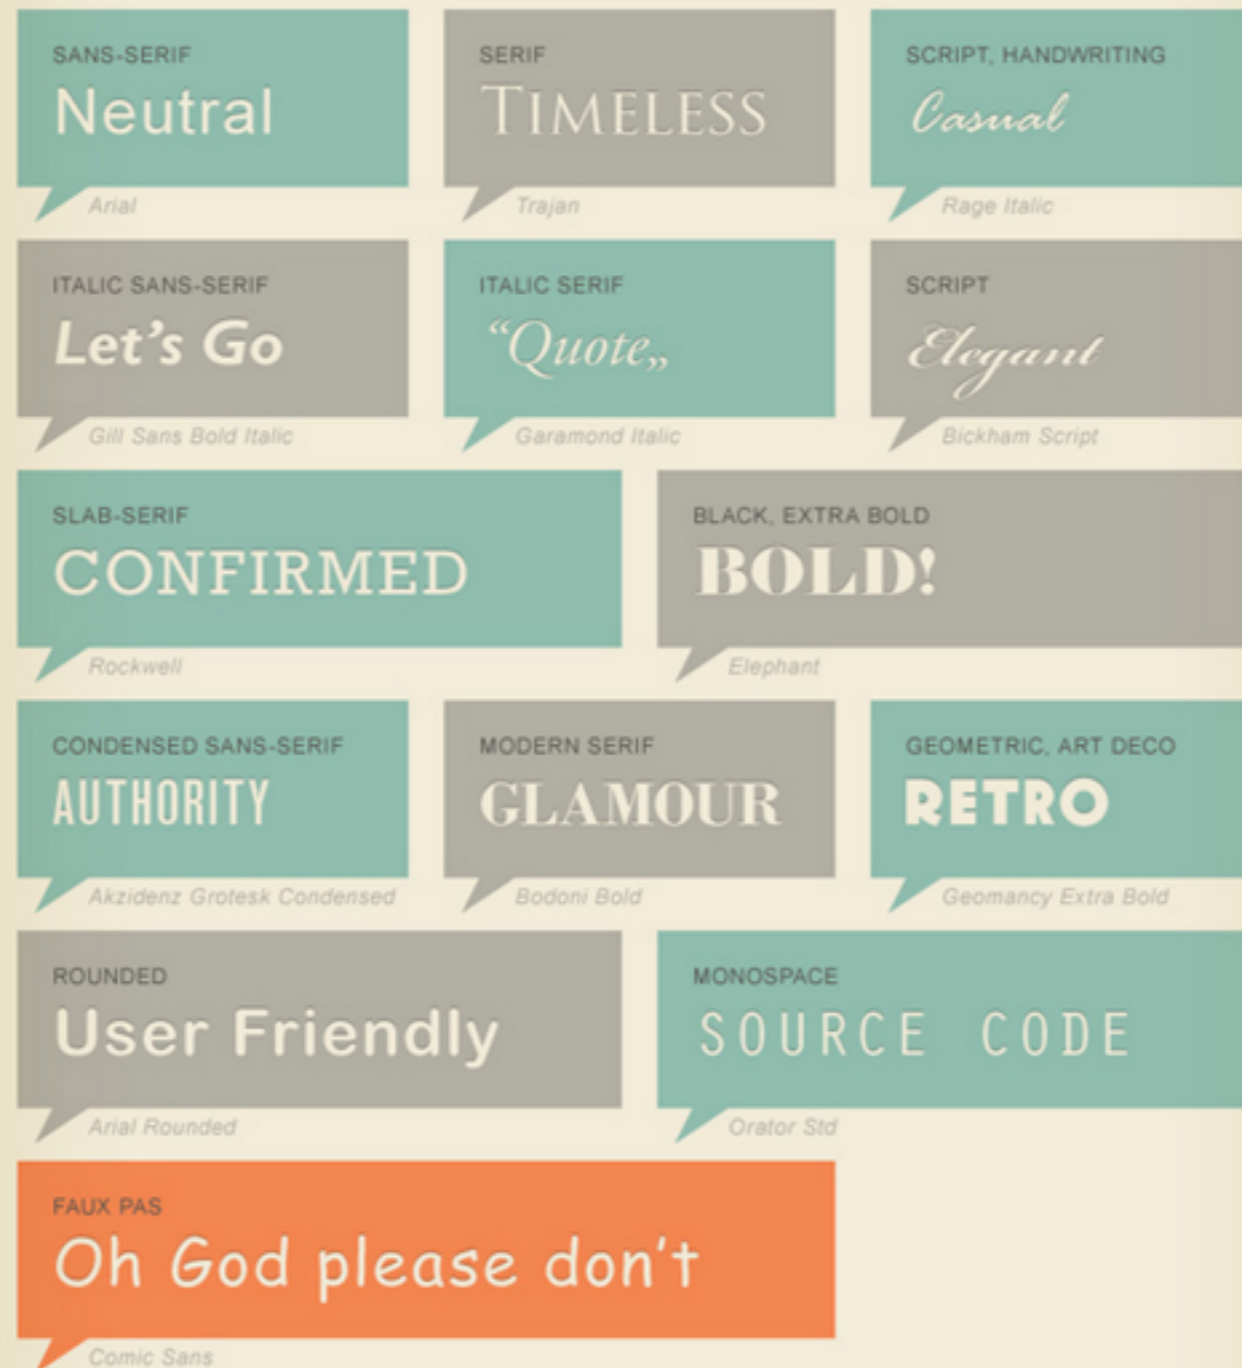 SANS-SERIF
Neutral
Arial
SERIF
TIMELESS
Trajan
SCRIPT, HANDWRITING
Casual
Rage Italic
ITALIC SANS-SERIF
Let's Go
Gill Sans Bold Italic
ITALIC SERIF
“Quote„
Garamond Italic
SCRIPT
Elegant
Bickham Script
SLAB-SERIF
CONFIRMED
Rockwell
BLACK, EXTRA BOLD
BOLD!
Elephant
CONDENSED SANS-SERIF
AUTHORITY
Akzidenz Grotesk Condensed
MODERN SERIF
GLAMOUR
Bodoni Bold
GEOMETRIC, ART DECO
RETRO
Geomancy Extra Bold
ROUNDED
User Friendly
Arial Rounded
MONOSPACE
SOURCE CODE
Orator Std
FAUX PAS
Oh God please don't
Comic Sans